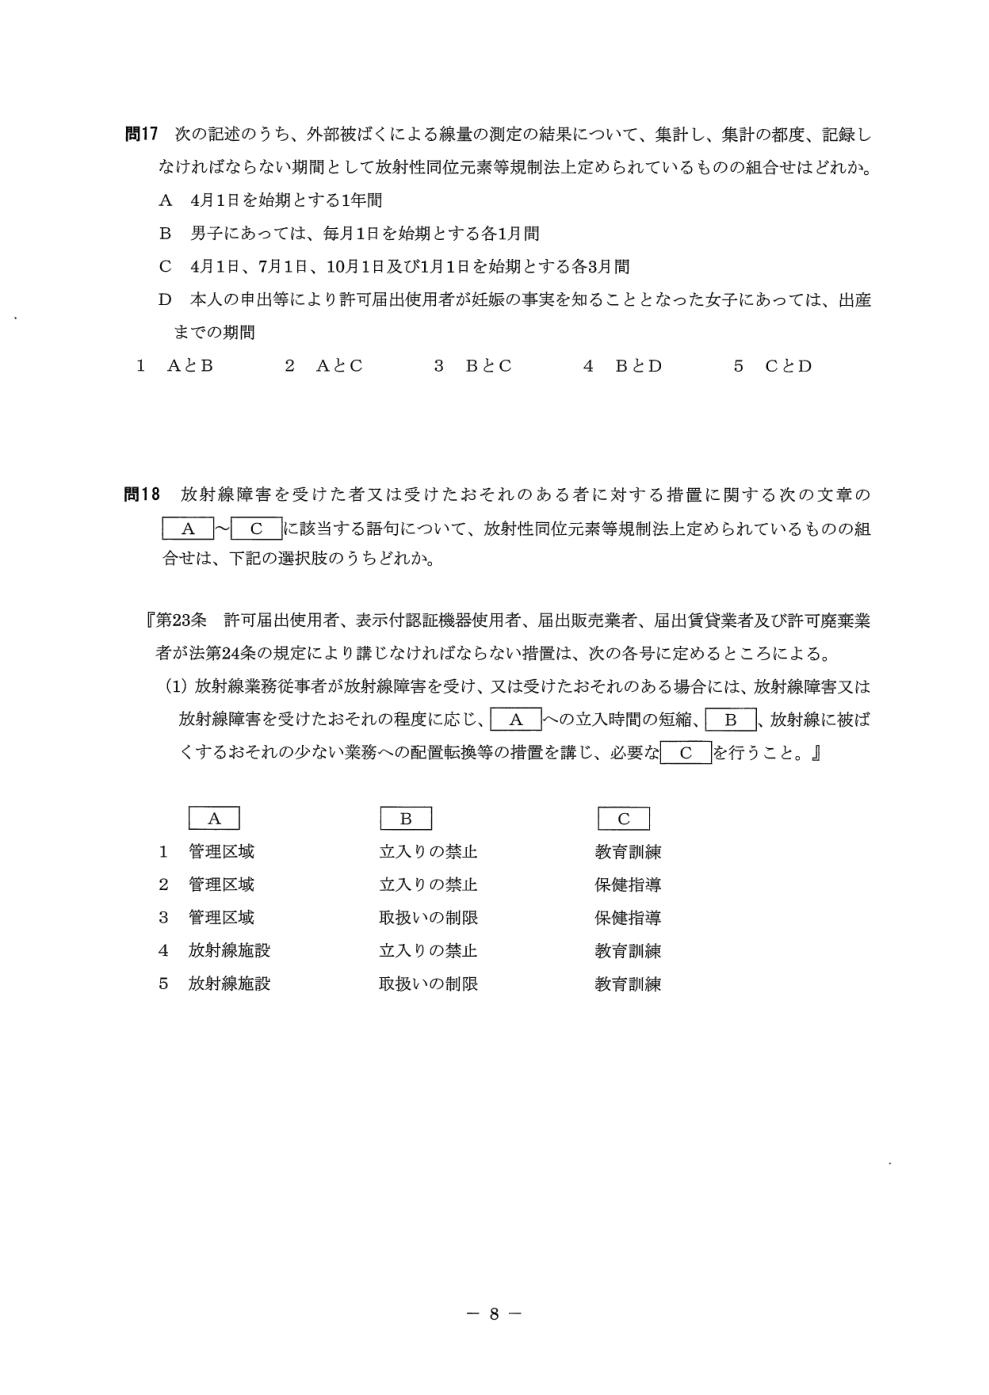 問17 次の記述のうち、外部被ばくによる線量の測定の結果について、集計し、集計の都度、記録し
なければならない期間として放射性同位元素等規制法上定められているものの組合せはどれか。
A 4月1日を始期とする1年間
B 男子にあっては、毎月1日を始期とする各1月間
C 4月1日、7月1日、10月1日及び1月1日を始期とする各3月間
D 本人の申出等により許可届出使用者が妊娠の事実を知ることとなった女子にあっては、出産
までの期間
1 AとB 2 AとC 3 BとC 4 BとD 5 CとD
問18 放射線障害を受けた者又は受けたおそれのある者に対する措置に関する次の文章の
A～Cに該当する語句について、放射性同位元素等規制法上定められているものの組
合せは、下記の選択肢のうちどれか。
『第23条 許可届出使用者、表示付認証機器使用者、届出販売業者、届出賃貸業者及び許可廃棄業
者が法第24条の規定により講じなければならない措置は、次の各号に定めるところによる。
(1) 放射線業務従事者が放射線障害を受け、又は受けたおそれのある場合には、放射線障害又は
放射線障害を受けたおそれの程度に応じ、Aへの立入時間の短縮、B、放射線に被ば
くするおそれの少ない業務への配置転換等の措置を講じ、必要なCを行うこと。』
A B C
1 管理区域 立入りの禁止 教育訓練
2 管理区域 立入りの禁止 保健指導
3 管理区域 取扱いの制限 保健指導
4 放射線施設 立入りの禁止 教育訓練
5 放射線施設 取扱いの制限 教育訓練
－ 8 －